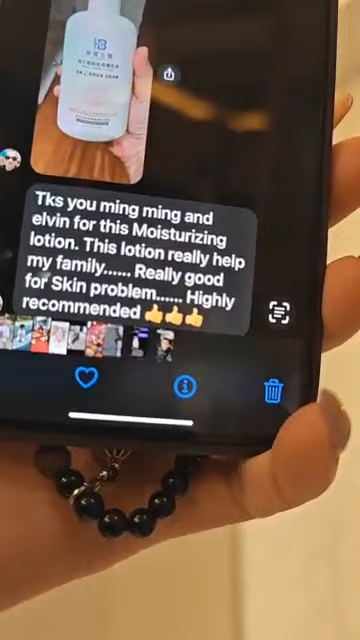 Tks you ming ming and
elvin for this Moisturizing
lotion. This lotion really help
my family...... Really good
for Skin problem...... Highly
recommended 👍👍👍